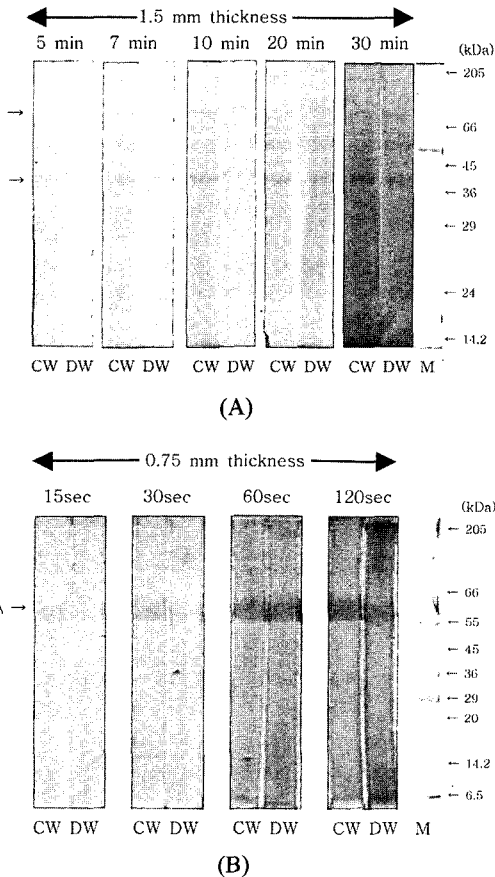 1.5 mm thickness
5 min 7 min 10 min 20 min 30 min (kDa)
← 205
← 66
← 45
← 36
← 29
← 24
← 14.2
CW DW CW DW CW DW CW DW CW DW M
(A)
0.75 mm thickness
15sec 30sec 60sec 120sec (kDa)
← 205
← 66
← 55
← 45
← 36
← 29
← 20
← 14.2
← 6.5
CW DW CW DW CW DW CW DW M
(B)